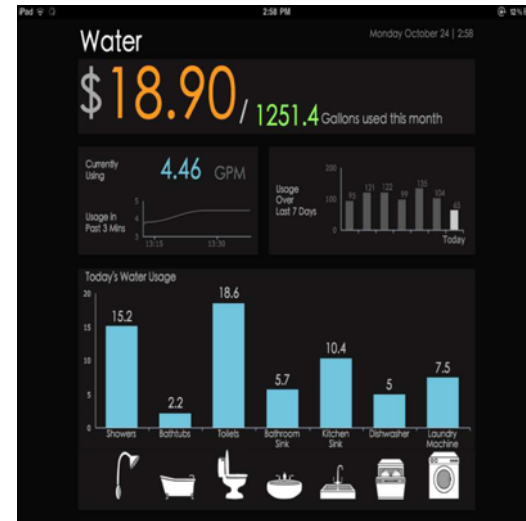 iPad
2:58 PM
12%
Water
Monday October 24 | 2:58
$18.90 / 1251.4 Gallons used this month
Currently
Using
4.46 GPM
Usage in
Past 3 Mins
5
4
3
13:15 13:30
Usage
Over
Last 7 Days
200
100
0
95 121 122 99 135 104 65
Today
Today's Water Usage
20
15
10
5
0
15.2 2.2 18.6 5.7 10.4 5 7.5
Showers Bathtubs Toilets Bathroom Sink Kitchen Sink Dishwasher Laundry Machine